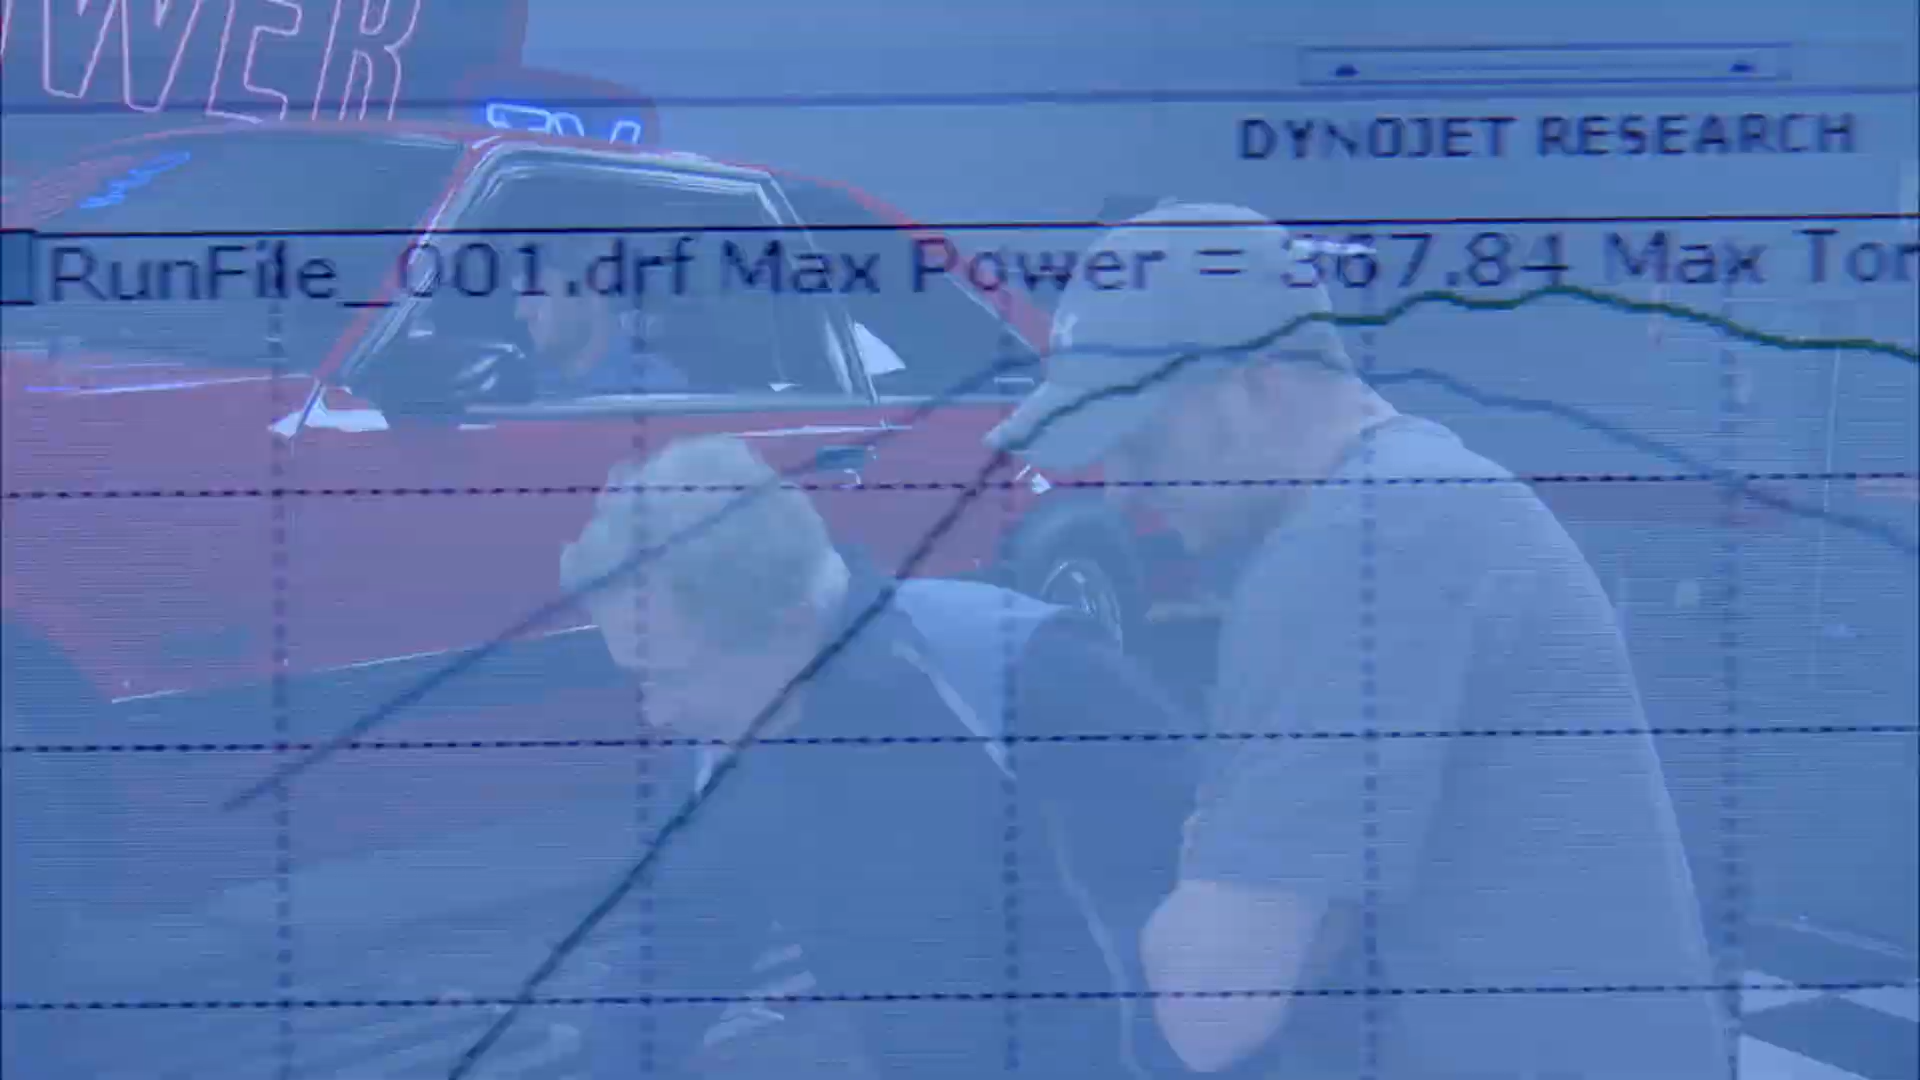 WER
DYNOJET RESEARCH
RunFile_001.drf Max Power = 367.84 Max Tor